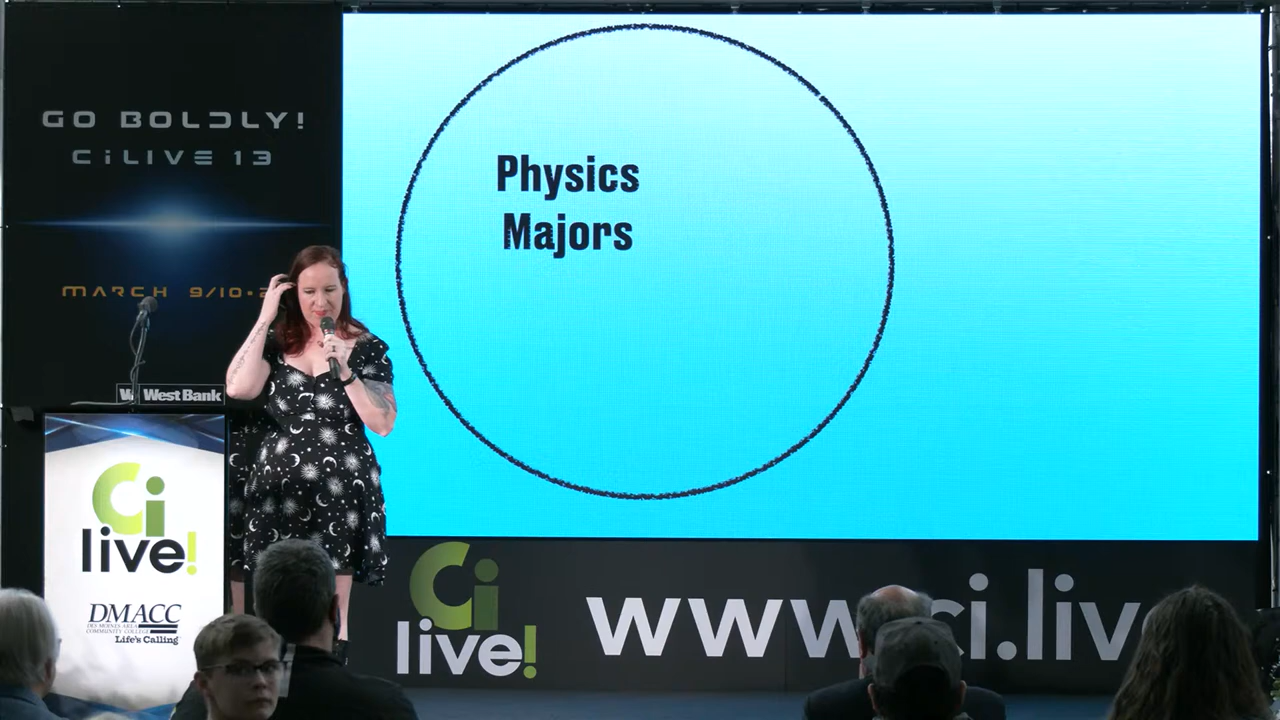 GO BOLDLY!
CiLIVE 13
MARCH 9/10
Physics
Majors
West Bank
Ci
live!
DMACC
DES MOINES AREA
COMMUNITY COLLEGE
Life's Calling
Ci
live!
www.ci.live